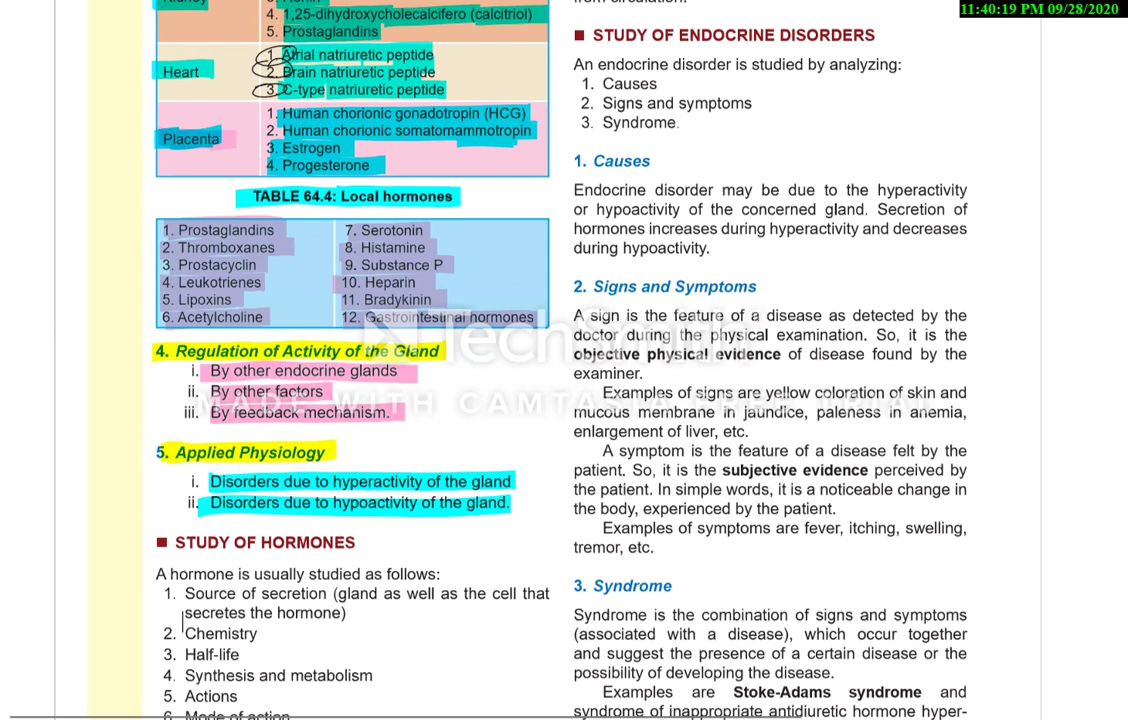 11:40:19 PM 09/28/2020
Kidney
4. 1,25-dihydroxycholecalcifero (calcitriol)
5. Prostaglandins
Heart
1. Atrial natriuretic peptide
2. Brain natriuretic peptide
3. C-type natriuretic peptide
Placenta
1. Human chorionic gonadotropin (HCG)
2. Human chorionic somatomammotropin
3. Estrogen
4. Progesterone
TABLE 64.4: Local hormones
1. Prostaglandins
2. Thromboxanes
3. Prostacyclin
4. Leukotrienes
5. Lipoxins
6. Acetylcholine
7. Serotonin
8. Histamine
9. Substance P
10. Heparin
11. Bradykinin
12. Gastrointestinal hormones
4. Regulation of Activity of the Gland
i. By other endocrine glands
ii. By other factors
iii. By feedback mechanism.
5. Applied Physiology
i. Disorders due to hyperactivity of the gland
ii. Disorders due to hypoactivity of the gland.
STUDY OF HORMONES
A hormone is usually studied as follows:
1. Source of secretion (gland as well as the cell that
secretes the hormone)
2. Chemistry
3. Half-life
4. Synthesis and metabolism
5. Actions
6. Mode of action
from circulation.
STUDY OF ENDOCRINE DISORDERS
An endocrine disorder is studied by analyzing:
1. Causes
2. Signs and symptoms
3. Syndrome.
1. Causes
Endocrine disorder may be due to the hyperactivity
or hypoactivity of the concerned gland. Secretion of
hormones increases during hyperactivity and decreases
during hypoactivity.
2. Signs and Symptoms
A sign is the feature of a disease as detected by the
doctor during the physical examination. So, it is the
objective physical evidence of disease found by the
examiner.
Examples of signs are yellow coloration of skin and
mucous membrane in jaundice, paleness in anemia,
enlargement of liver, etc.
A symptom is the feature of a disease felt by the
patient. So, it is the subjective evidence perceived by
the patient. In simple words, it is a noticeable change in
the body, experienced by the patient.
Examples of symptoms are fever, itching, swelling,
tremor, etc.
3. Syndrome
Syndrome is the combination of signs and symptoms
(associated with a disease), which occur together
and suggest the presence of a certain disease or the
possibility of developing the disease.
Examples are Stoke-Adams syndrome and
syndrome of inappropriate antidiuretic hormone hyper-
TechSmith
MADE WITH CAMTASIA FREE TRIAL